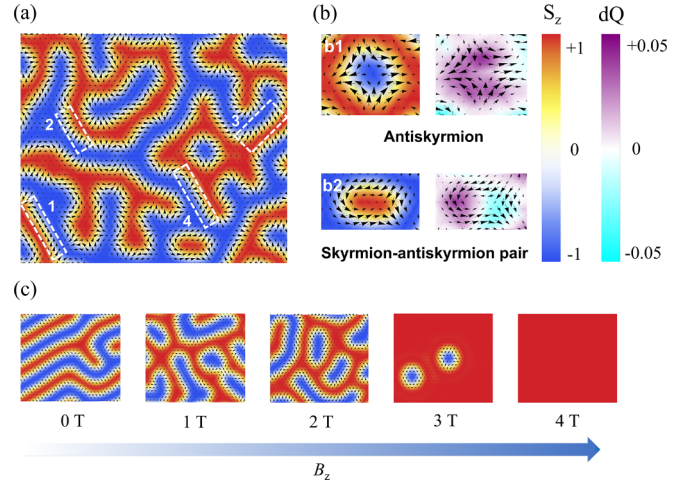 (a)
1
2
3
4
(b)
b1
Antiskyrmion
b2
Skyrmion-antiskyrmion pair
S_z
+1
0
-1
dQ
+0.05
0
-0.05
(c)
0 T
1 T
2 T
3 T
4 T
B_z